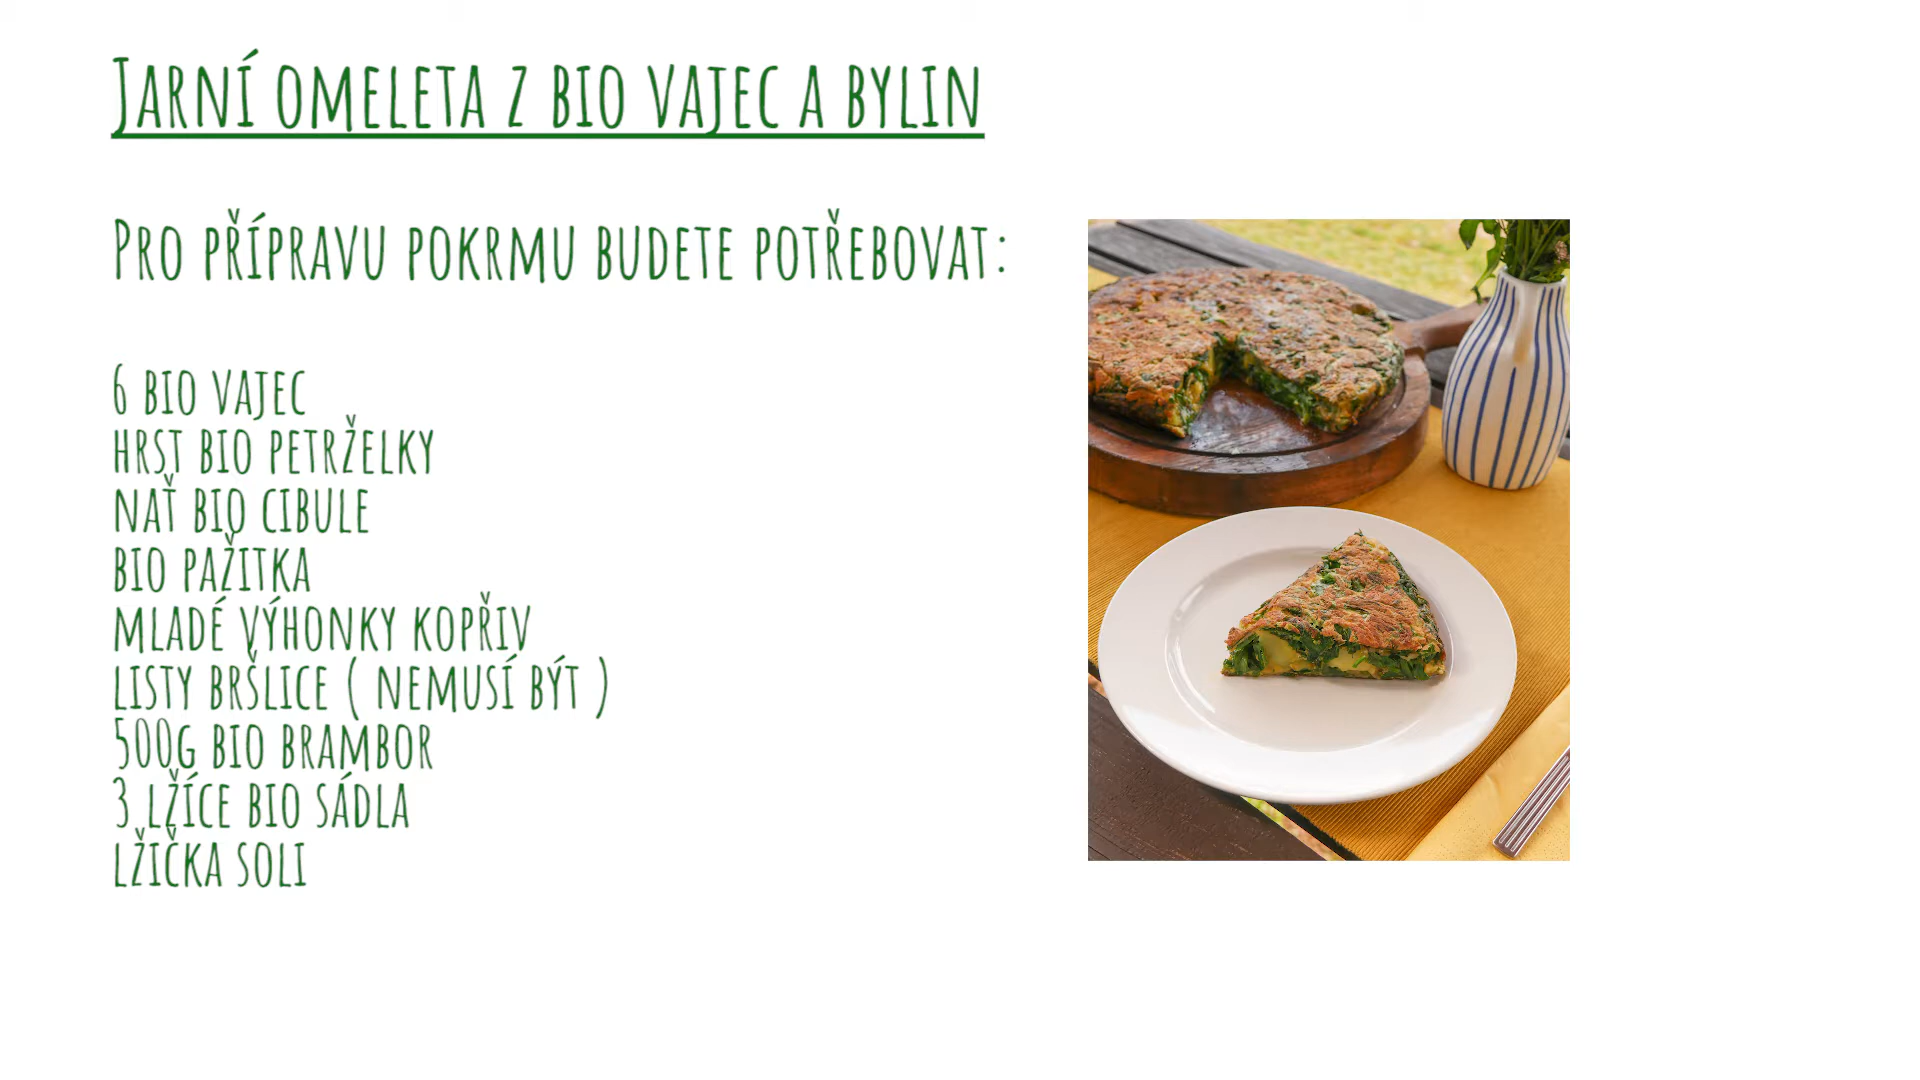 Jarní omeleta z bio vajec a bylin
Pro přípravu pokrmu budete potřebovat:
6 bio vajec
hrst bio petrželky
nať bio cibule
bio pažitka
mladé výhonky kopřiv
listy bršlice ( nemusí být )
500g bio brambor
3 lžíce bio sádla
lžička soli